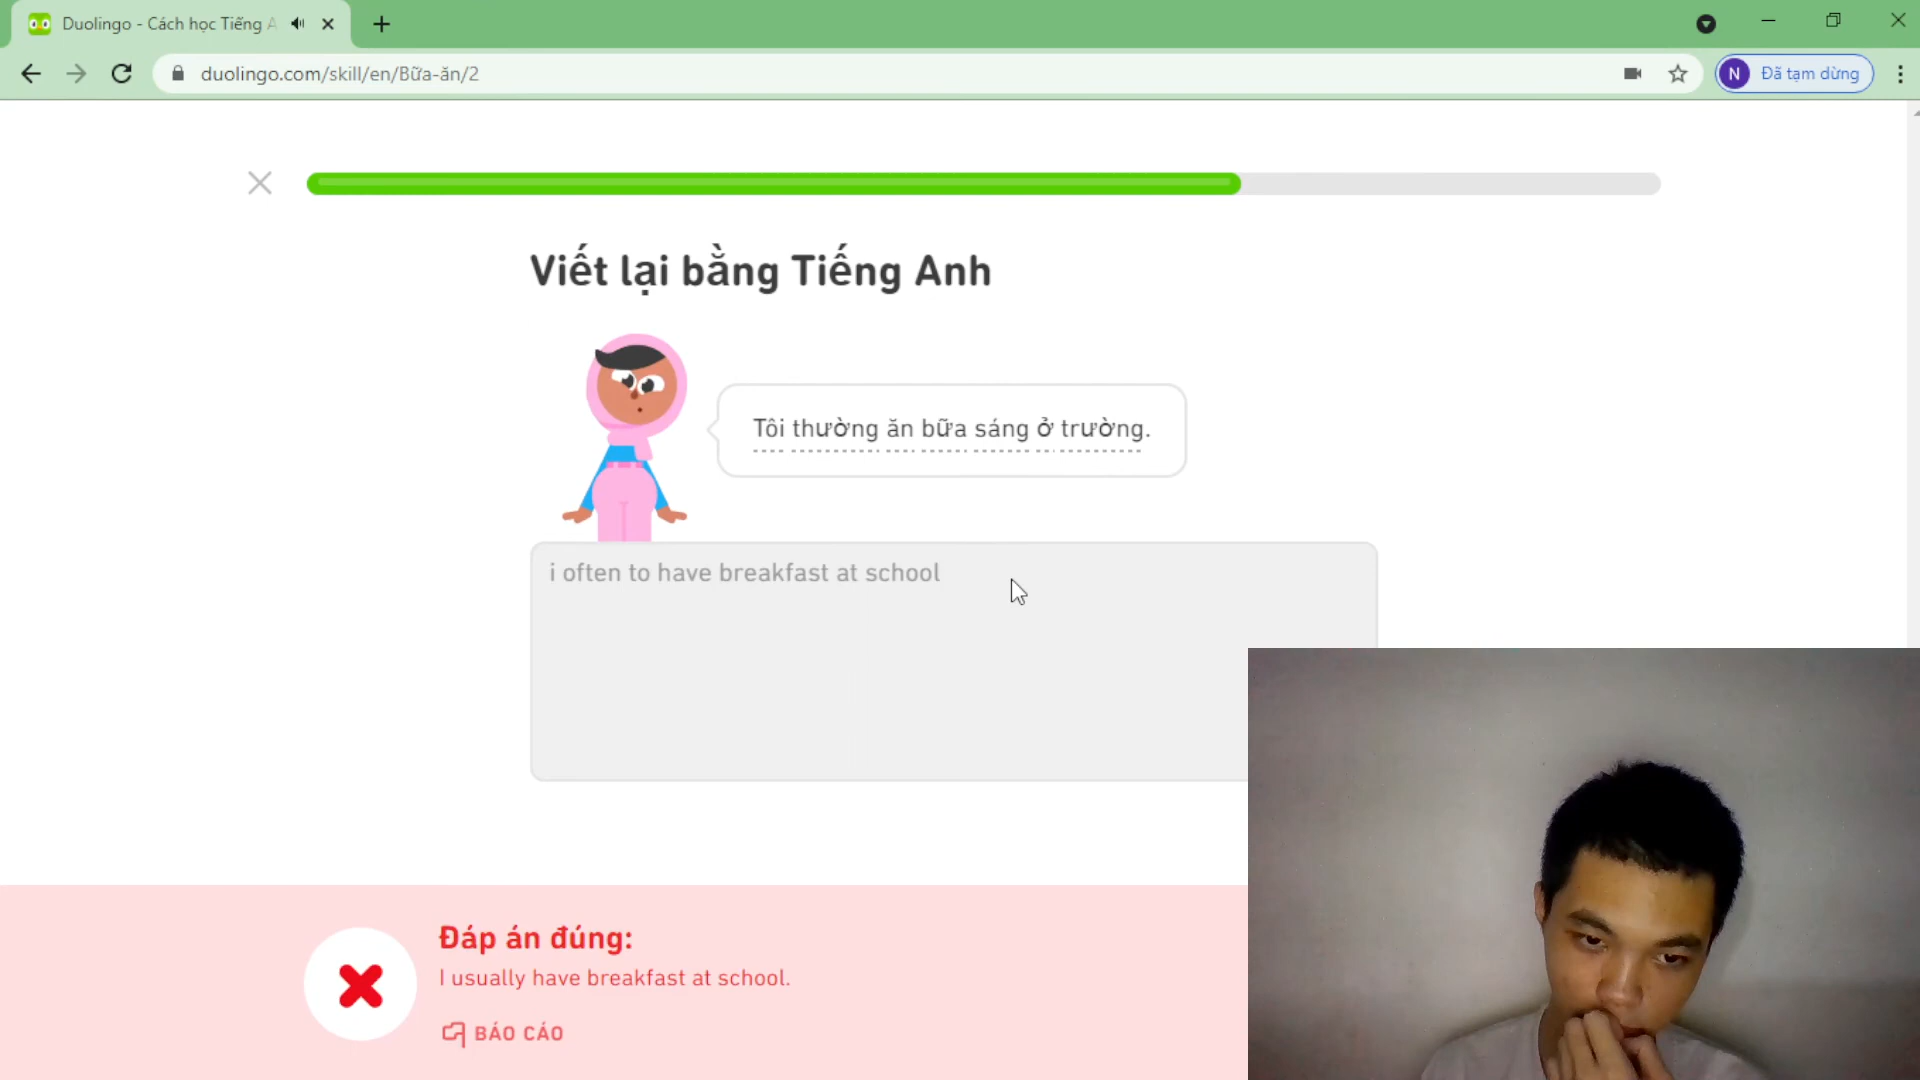 Duolingo - Cách học Tiếng A
duolingo.com/skill/en/Bữa-ăn/2
N Đã tạm dừng
Viết lại bằng Tiếng Anh
Tôi thường ăn bữa sáng ở trường.
i often to have breakfast at school
Đáp án đúng:
I usually have breakfast at school.
BÁO CÁO